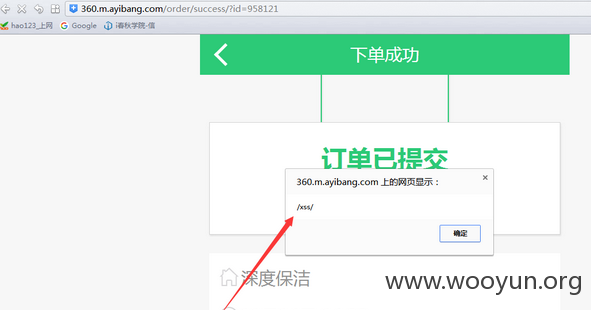 360.m.ayibang.com/order/success/?id=958121
hao123_上网 Google i春秋学院-信
下单成功
订单已提交
360.m.ayibang.com 上的网页显示：
/xss/
确定
深度保洁
www.wooyun.org